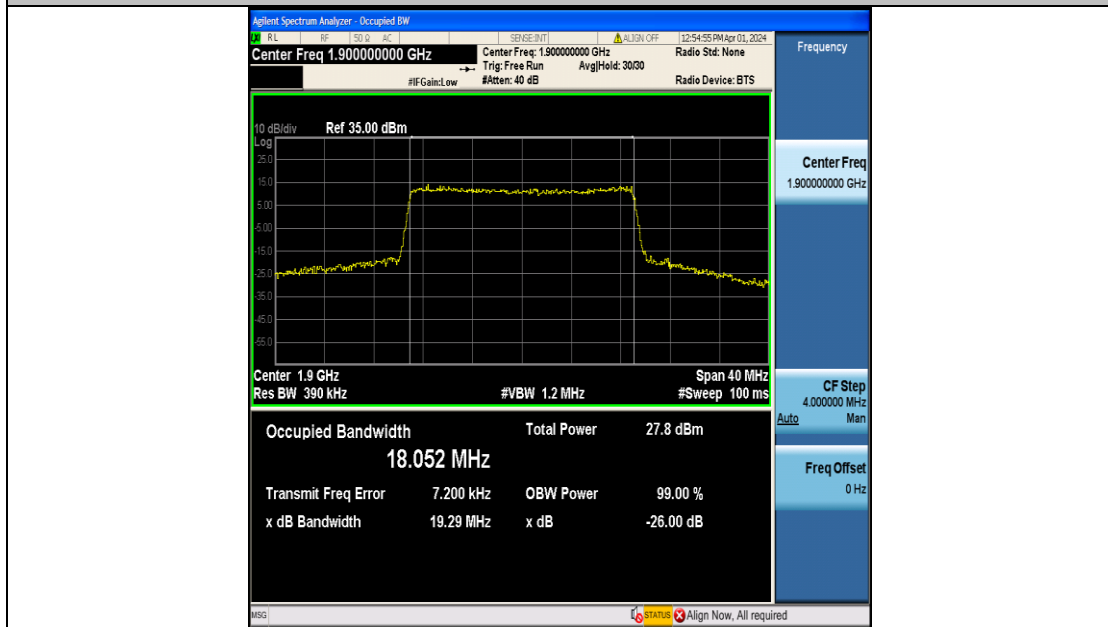 Agilent Spectrum Analyzer - Occupied BW
LXI RL RF 50 Ω AC SENSE:INT ALIGN OFF 12:54:55 PM Apr 01, 2024
Center Freq 1.900000000 GHz
Center Freq: 1.900000000 GHz
Radio Std: None
Trig: Free Run Avg|Hold: 30/30
#IFGain:Low #Atten: 40 dB Radio Device: BTS
10 dB/div Ref 35.00 dBm
Log
25.0
15.0
5.00
-5.00
-15.0
-25.0
-35.0
-45.0
-55.0
Center 1.9 GHz Span 40 MHz
Res BW 390 kHz #VBW 1.2 MHz #Sweep 100 ms
Occupied Bandwidth Total Power 27.8 dBm
18.052 MHz
Transmit Freq Error 7.200 kHz OBW Power 99.00 %
x dB Bandwidth 19.29 MHz x dB -26.00 dB
Frequency
Center Freq
1.900000000 GHz
CF Step
4.000000 MHz
Auto Man
Freq Offset
0 Hz
MSG STATUS Align Now, All required